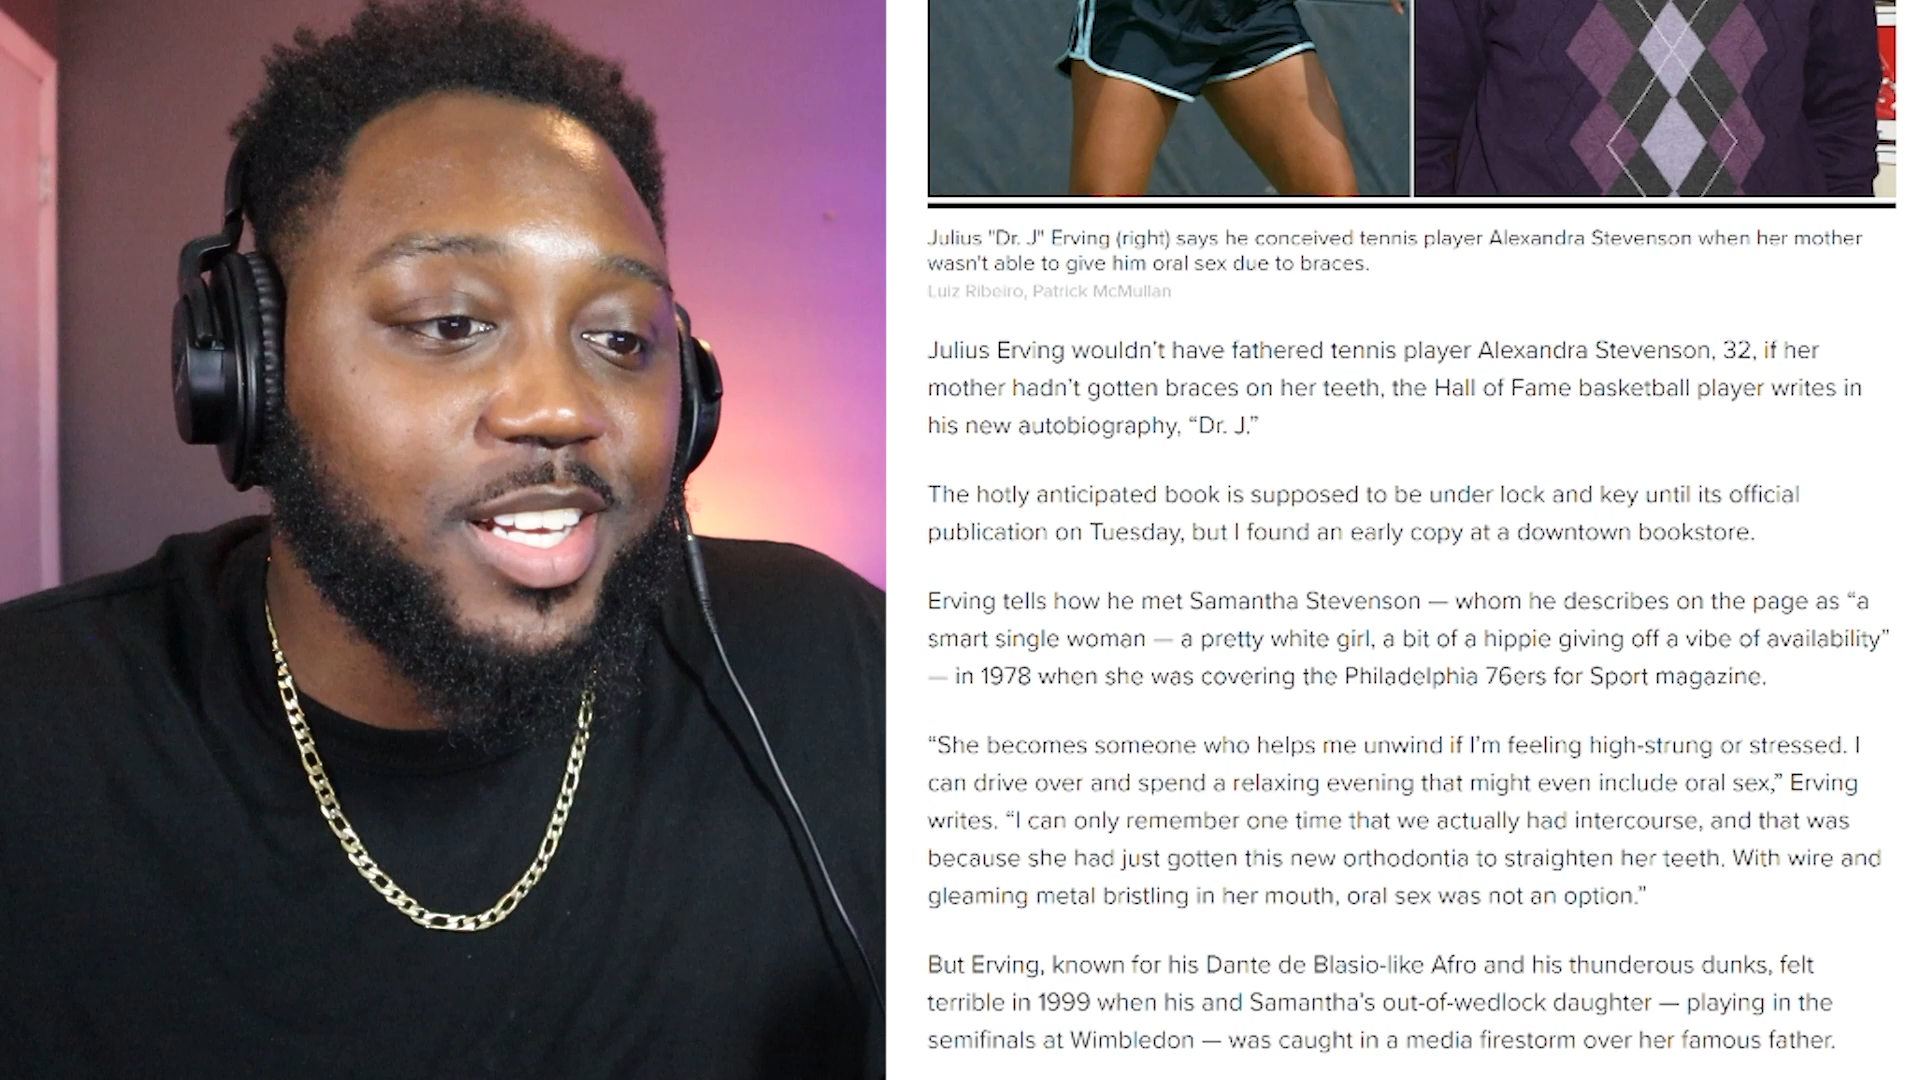 Julius "Dr. J" Erving (right) says he conceived tennis player Alexandra Stevenson when her mother
wasn't able to give him oral sex due to braces.
Luiz Ribeiro, Patrick McMullan
Julius Erving wouldn’t have fathered tennis player Alexandra Stevenson, 32, if her
mother hadn’t gotten braces on her teeth, the Hall of Fame basketball player writes in
his new autobiography, “Dr. J.”
The hotly anticipated book is supposed to be under lock and key until its official
publication on Tuesday, but I found an early copy at a downtown bookstore.
Erving tells how he met Samantha Stevenson — whom he describes on the page as “a
smart single woman — a pretty white girl, a bit of a hippie giving off a vibe of availability”
— in 1978 when she was covering the Philadelphia 76ers for Sport magazine.
“She becomes someone who helps me unwind if I’m feeling high-strung or stressed. I
can drive over and spend a relaxing evening that might even include oral sex,” Erving
writes. “I can only remember one time that we actually had intercourse, and that was
because she had just gotten this new orthodontia to straighten her teeth. With wire and
gleaming metal bristling in her mouth, oral sex was not an option.”
But Erving, known for his Dante de Blasio-like Afro and his thunderous dunks, felt
terrible in 1999 when his and Samantha’s out-of-wedlock daughter — playing in the
semifinals at Wimbledon — was caught in a media firestorm over her famous father.